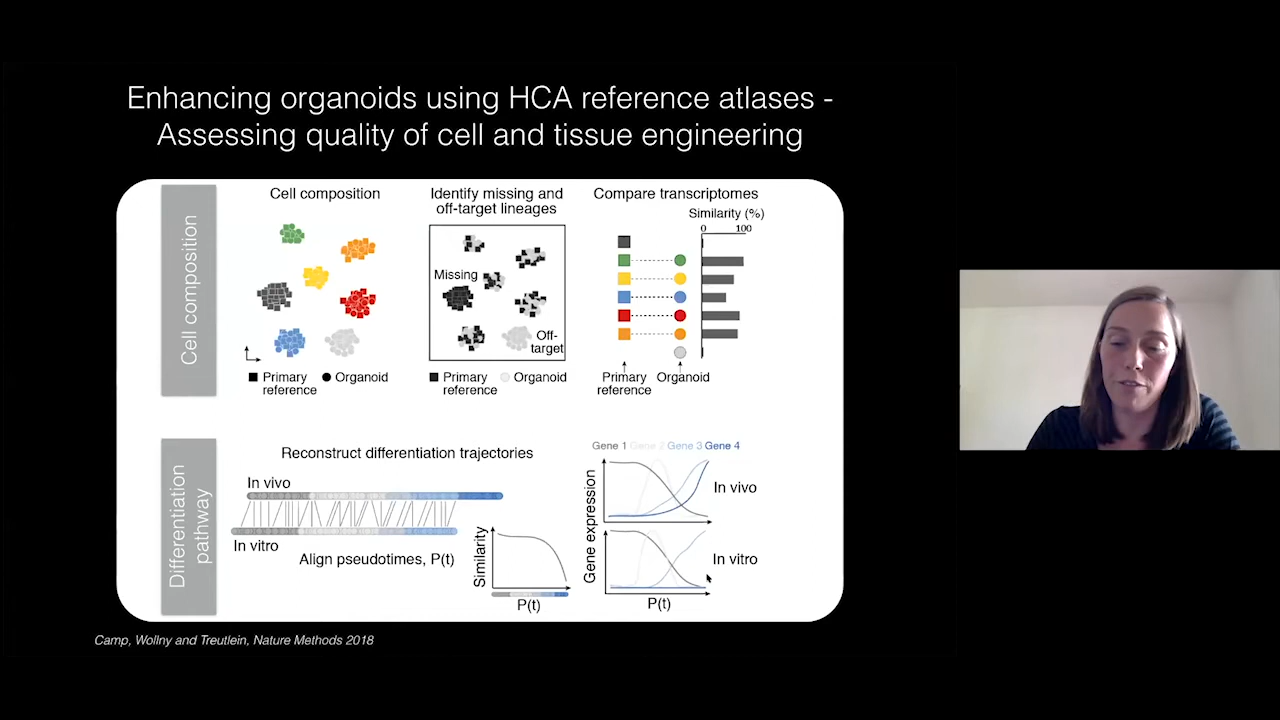 Enhancing organoids using HCA reference atlases -
Assessing quality of cell and tissue engineering
Cell composition
Cell composition
Primary
reference
Organoid
Identify missing and
off-target lineages
Missing
Off-
target
Primary
reference
Organoid
Compare transcriptomes
Similarity (%)
0 100
Primary
reference
Organoid
Differentiation
pathway
Reconstruct differentiation trajectories
In vivo
In vitro
Align pseudotimes, P(t)
Similarity
P(t)
Gene 1 Gene 2 Gene 3 Gene 4
Gene expression
In vivo
In vitro
P(t)
Camp, Wollny and Treutlein, Nature Methods 2018